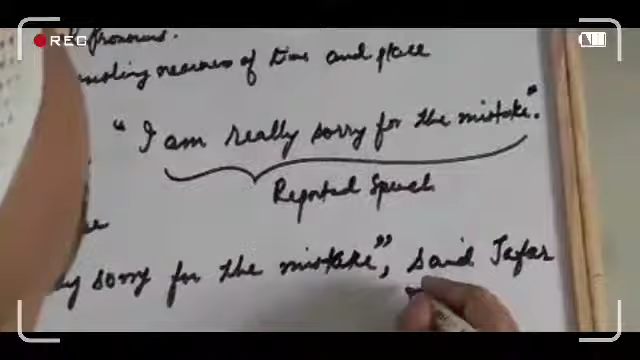 REC
pronouns.
nearness of time and place
"I am really sorry for the mistake".
Reported Speech
sorry for the mistake", said Jafar